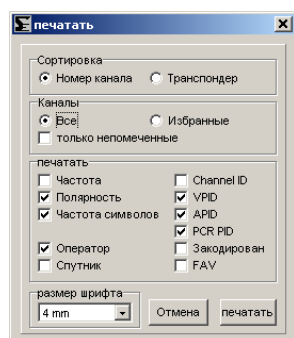 печатать
Сортировка
Номер канала Транспондер
Каналы
Все Избранные
только непомеченные
печатать
Частота Channel ID
Полярность VPID
Частота символов APID
PCR PID
Оператор Закодирован
Спутник FAV
размер шрифта
4 mm Отмена печатать